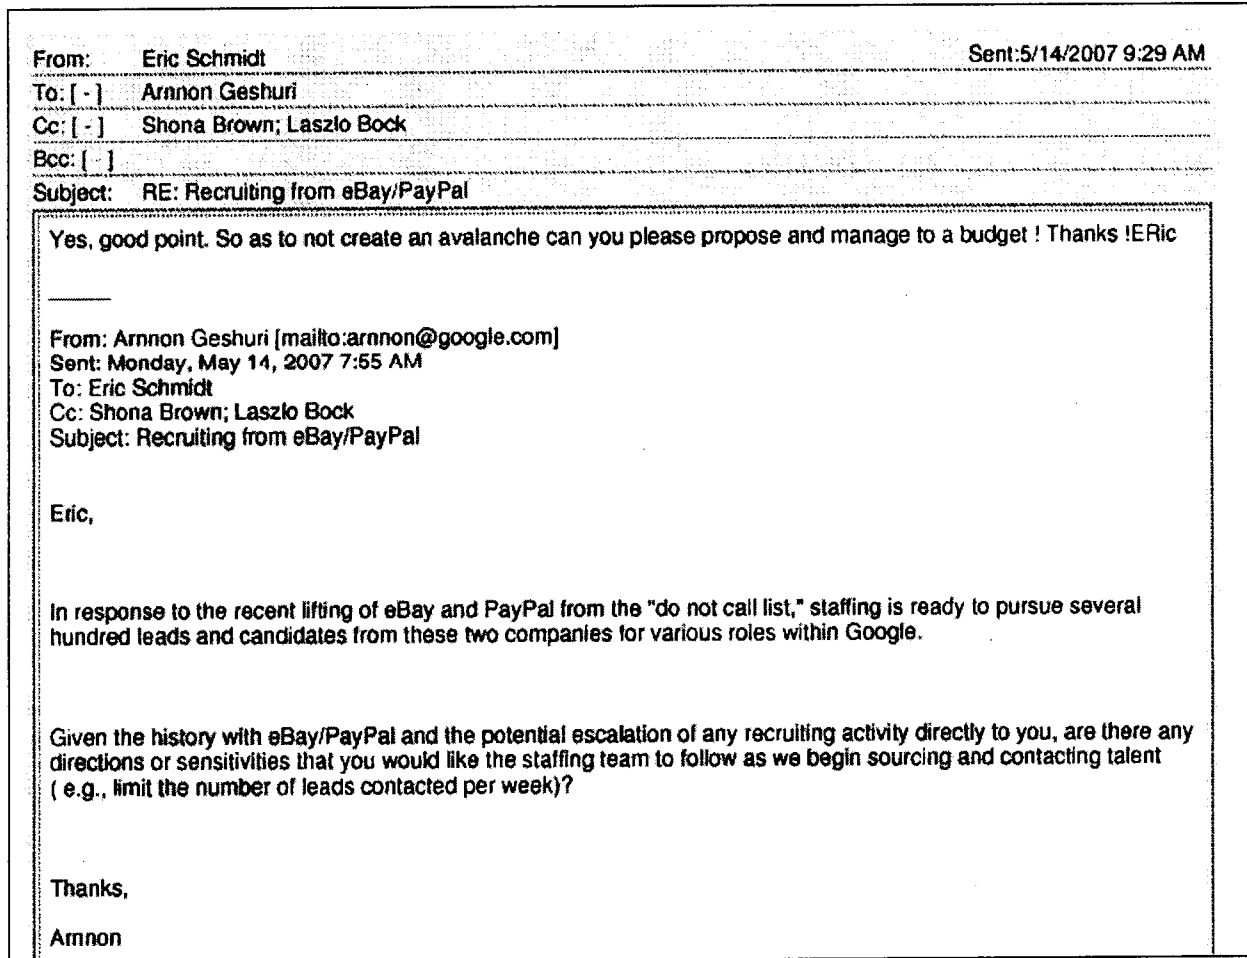 From: Eric Schmidt Sent:5/14/2007 9:29 AM
To: [ - ] Arnnon Geshuri
Cc: [ - ] Shona Brown; Laszlo Bock
Bcc: [ - ]
Subject: RE: Recruiting from eBay/PayPal
Yes, good point. So as to not create an avalanche can you please propose and manage to a budget ! Thanks !ERic
_____
From: Arnnon Geshuri [mailto:arnnon@google.com]
Sent: Monday, May 14, 2007 7:55 AM
To: Eric Schmidt
Cc: Shona Brown; Laszlo Bock
Subject: Recruiting from eBay/PayPal
Eric,
In response to the recent lifting of eBay and PayPal from the "do not call list," staffing is ready to pursue several
hundred leads and candidates from these two companies for various roles within Google.
Given the history with eBay/PayPal and the potential escalation of any recruiting activity directly to you, are there any
directions or sensitivities that you would like the staffing team to follow as we begin sourcing and contacting talent
( e.g., limit the number of leads contacted per week)?
Thanks,
Arnnon